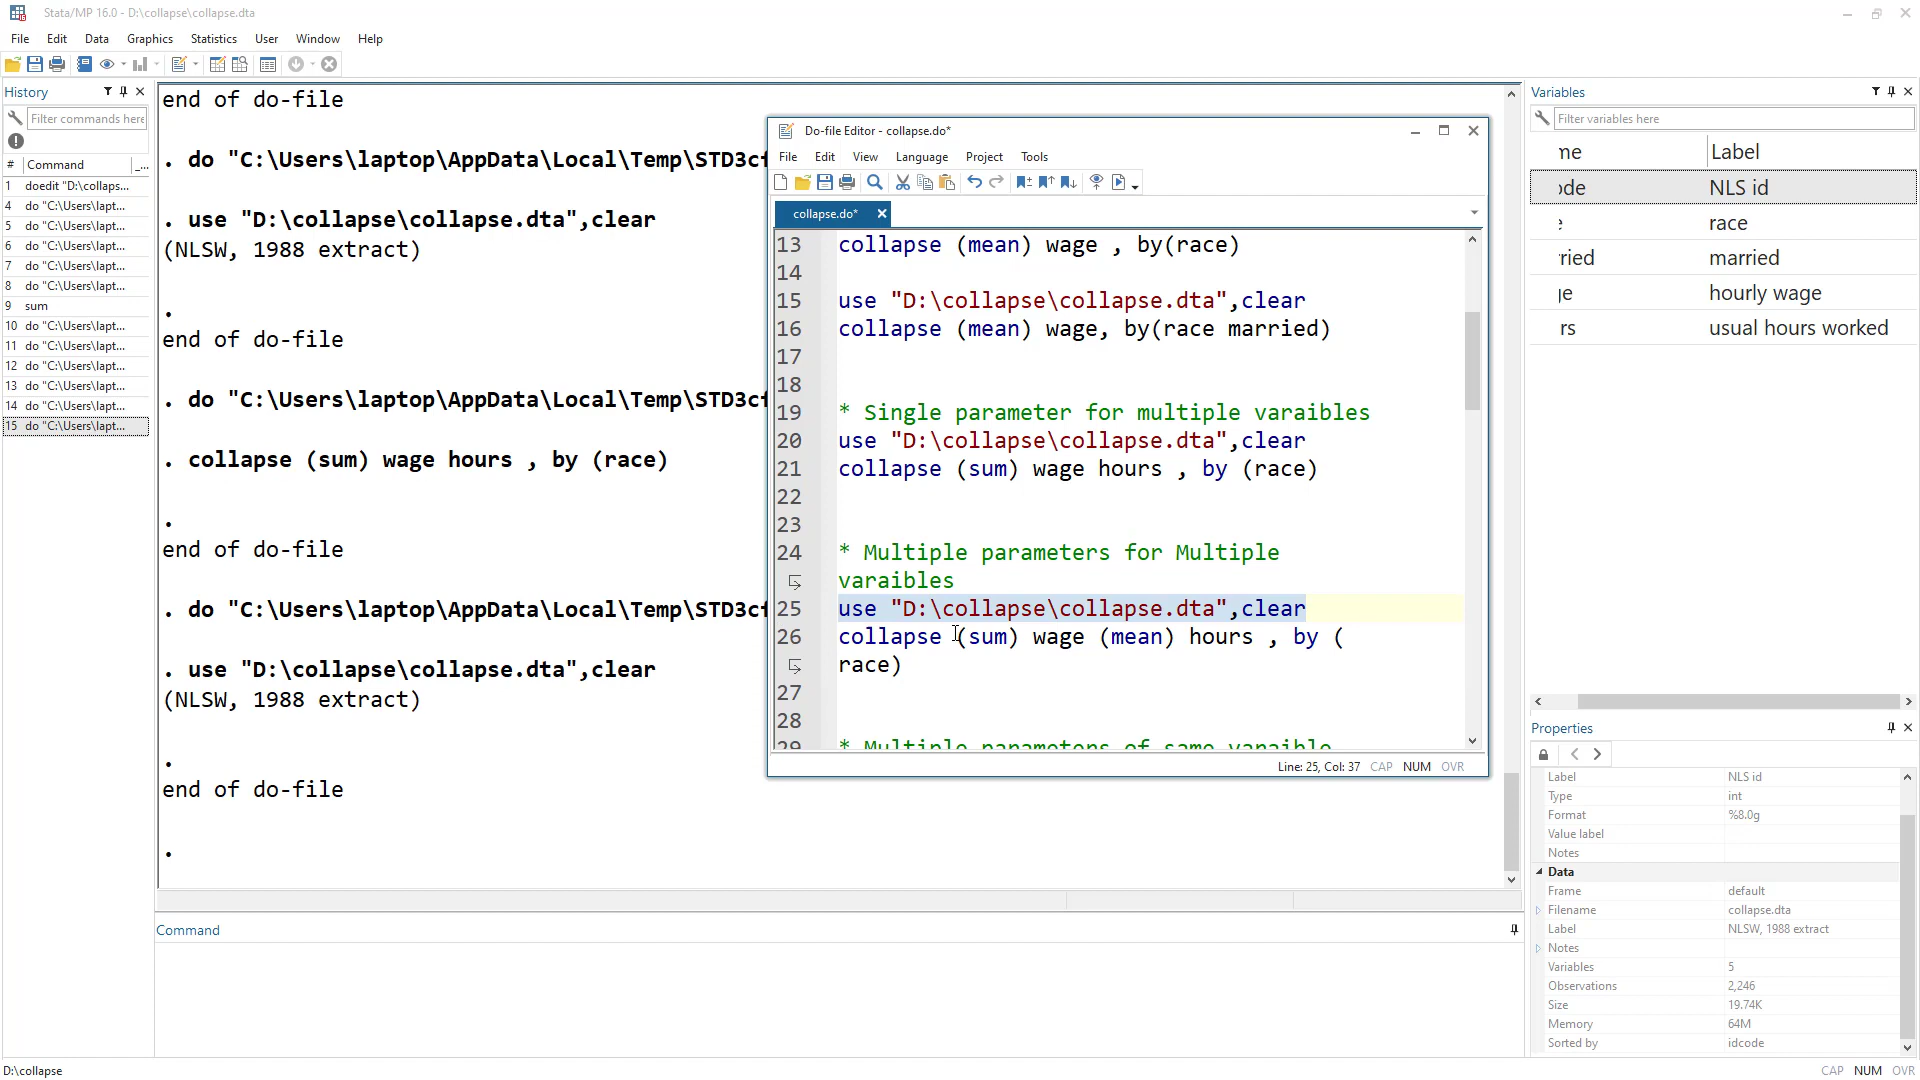 Stata/MP 16.0 - D:\collapse\collapse.dta
File Edit Data Graphics Statistics User Window Help
History
Filter commands here
# Command
1 doedit "D:\collaps...
4 do "C:\Users\lapt...
5 do "C:\Users\lapt...
6 do "C:\Users\lapt...
7 do "C:\Users\lapt...
8 do "C:\Users\lapt...
9 sum
10 do "C:\Users\lapt...
11 do "C:\Users\lapt...
12 do "C:\Users\lapt...
13 do "C:\Users\lapt...
14 do "C:\Users\lapt...
15 do "C:\Users\lapt...
end of do-file
. do "C:\Users\laptop\AppData\Local\Temp\STD3cf
. use "D:\collapse\collapse.dta",clear
(NLSW, 1988 extract)
.
end of do-file
. do "C:\Users\laptop\AppData\Local\Temp\STD3cf
. collapse (sum) wage hours , by (race)
.
end of do-file
. do "C:\Users\laptop\AppData\Local\Temp\STD3cf
. use "D:\collapse\collapse.dta",clear
(NLSW, 1988 extract)
.
end of do-file
.
Command
Do-file Editor - collapse.do*
File Edit View Language Project Tools
collapse.do*
13 collapse (mean) wage , by(race)
14
15 use "D:\collapse\collapse.dta",clear
16 collapse (mean) wage, by(race married)
17
18
19 * Single parameter for multiple varaibles
20 use "D:\collapse\collapse.dta",clear
21 collapse (sum) wage hours , by (race)
22
23
24 * Multiple parameters for Multiple
varaibles
25 use "D:\collapse\collapse.dta",clear
26 collapse (sum) wage (mean) hours , by (
race)
27
28
29 * Multiple parameters of same varaible
Line: 25, Col: 37 CAP NUM OVR
Variables
Filter variables here
me Label
ode NLS id
e race
ried married
ge hourly wage
rs usual hours worked
Properties
Label NLS id
Type int
Format %8.0g
Value label
Notes
Data
Frame default
Filename collapse.dta
Label NLSW, 1988 extract
Notes
Variables 5
Observations 2,246
Size 19.74K
Memory 64M
Sorted by idcode
D:\collapse
CAP NUM OVR